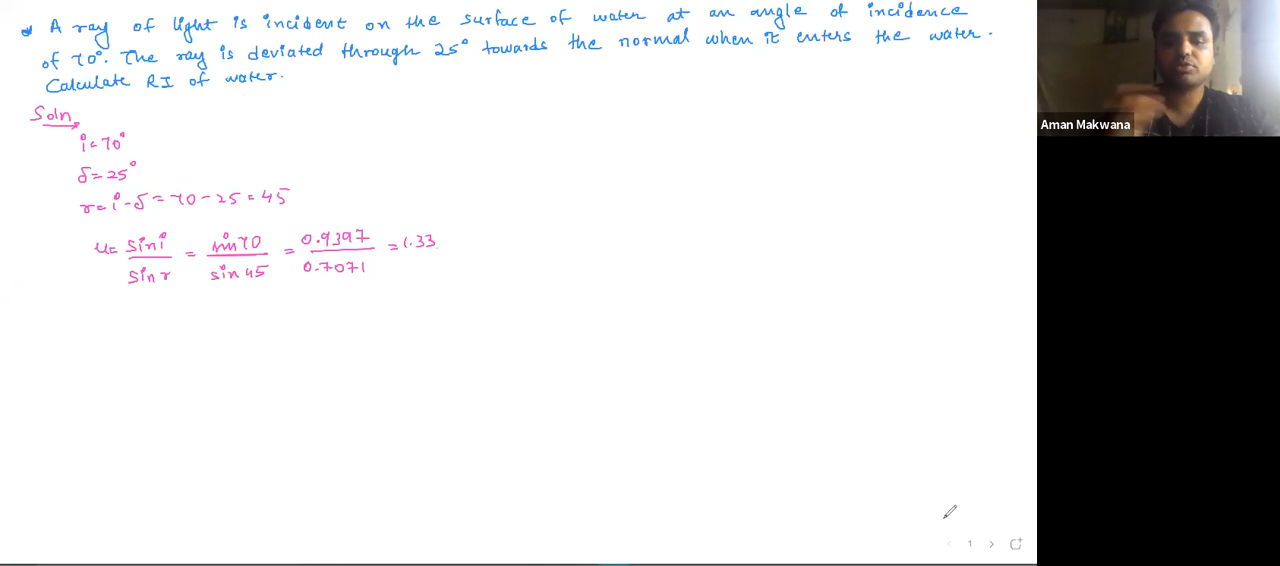 * A ray of light is incident on the surface of water at an angle of incidence
of 70°. The ray is deviated through 25° towards the normal when it enters the water.
Calculate RI of water.
Soln
i = 70°
δ = 25°
r = i - δ = 70 - 25 = 45
μ = sin i / sin r = sin 70 / sin 45 = 0.9397 / 0.7071 = 1.33
Aman Makwana
1